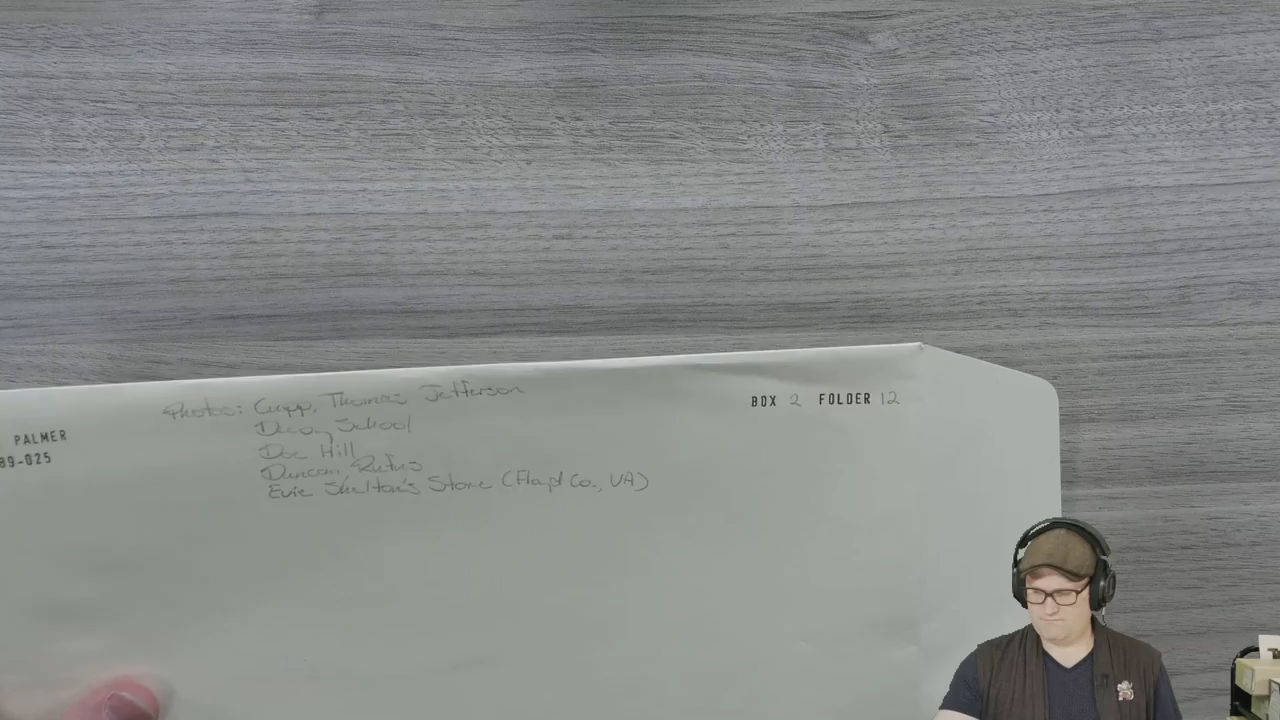 PALMER
89-025
Photos: Cupp, Thomas Jefferson
School
Doc Hill
Duncan, Rufus
Evie Shelton's Store (Floyd Co., VA)
BOX 2 FOLDER 12